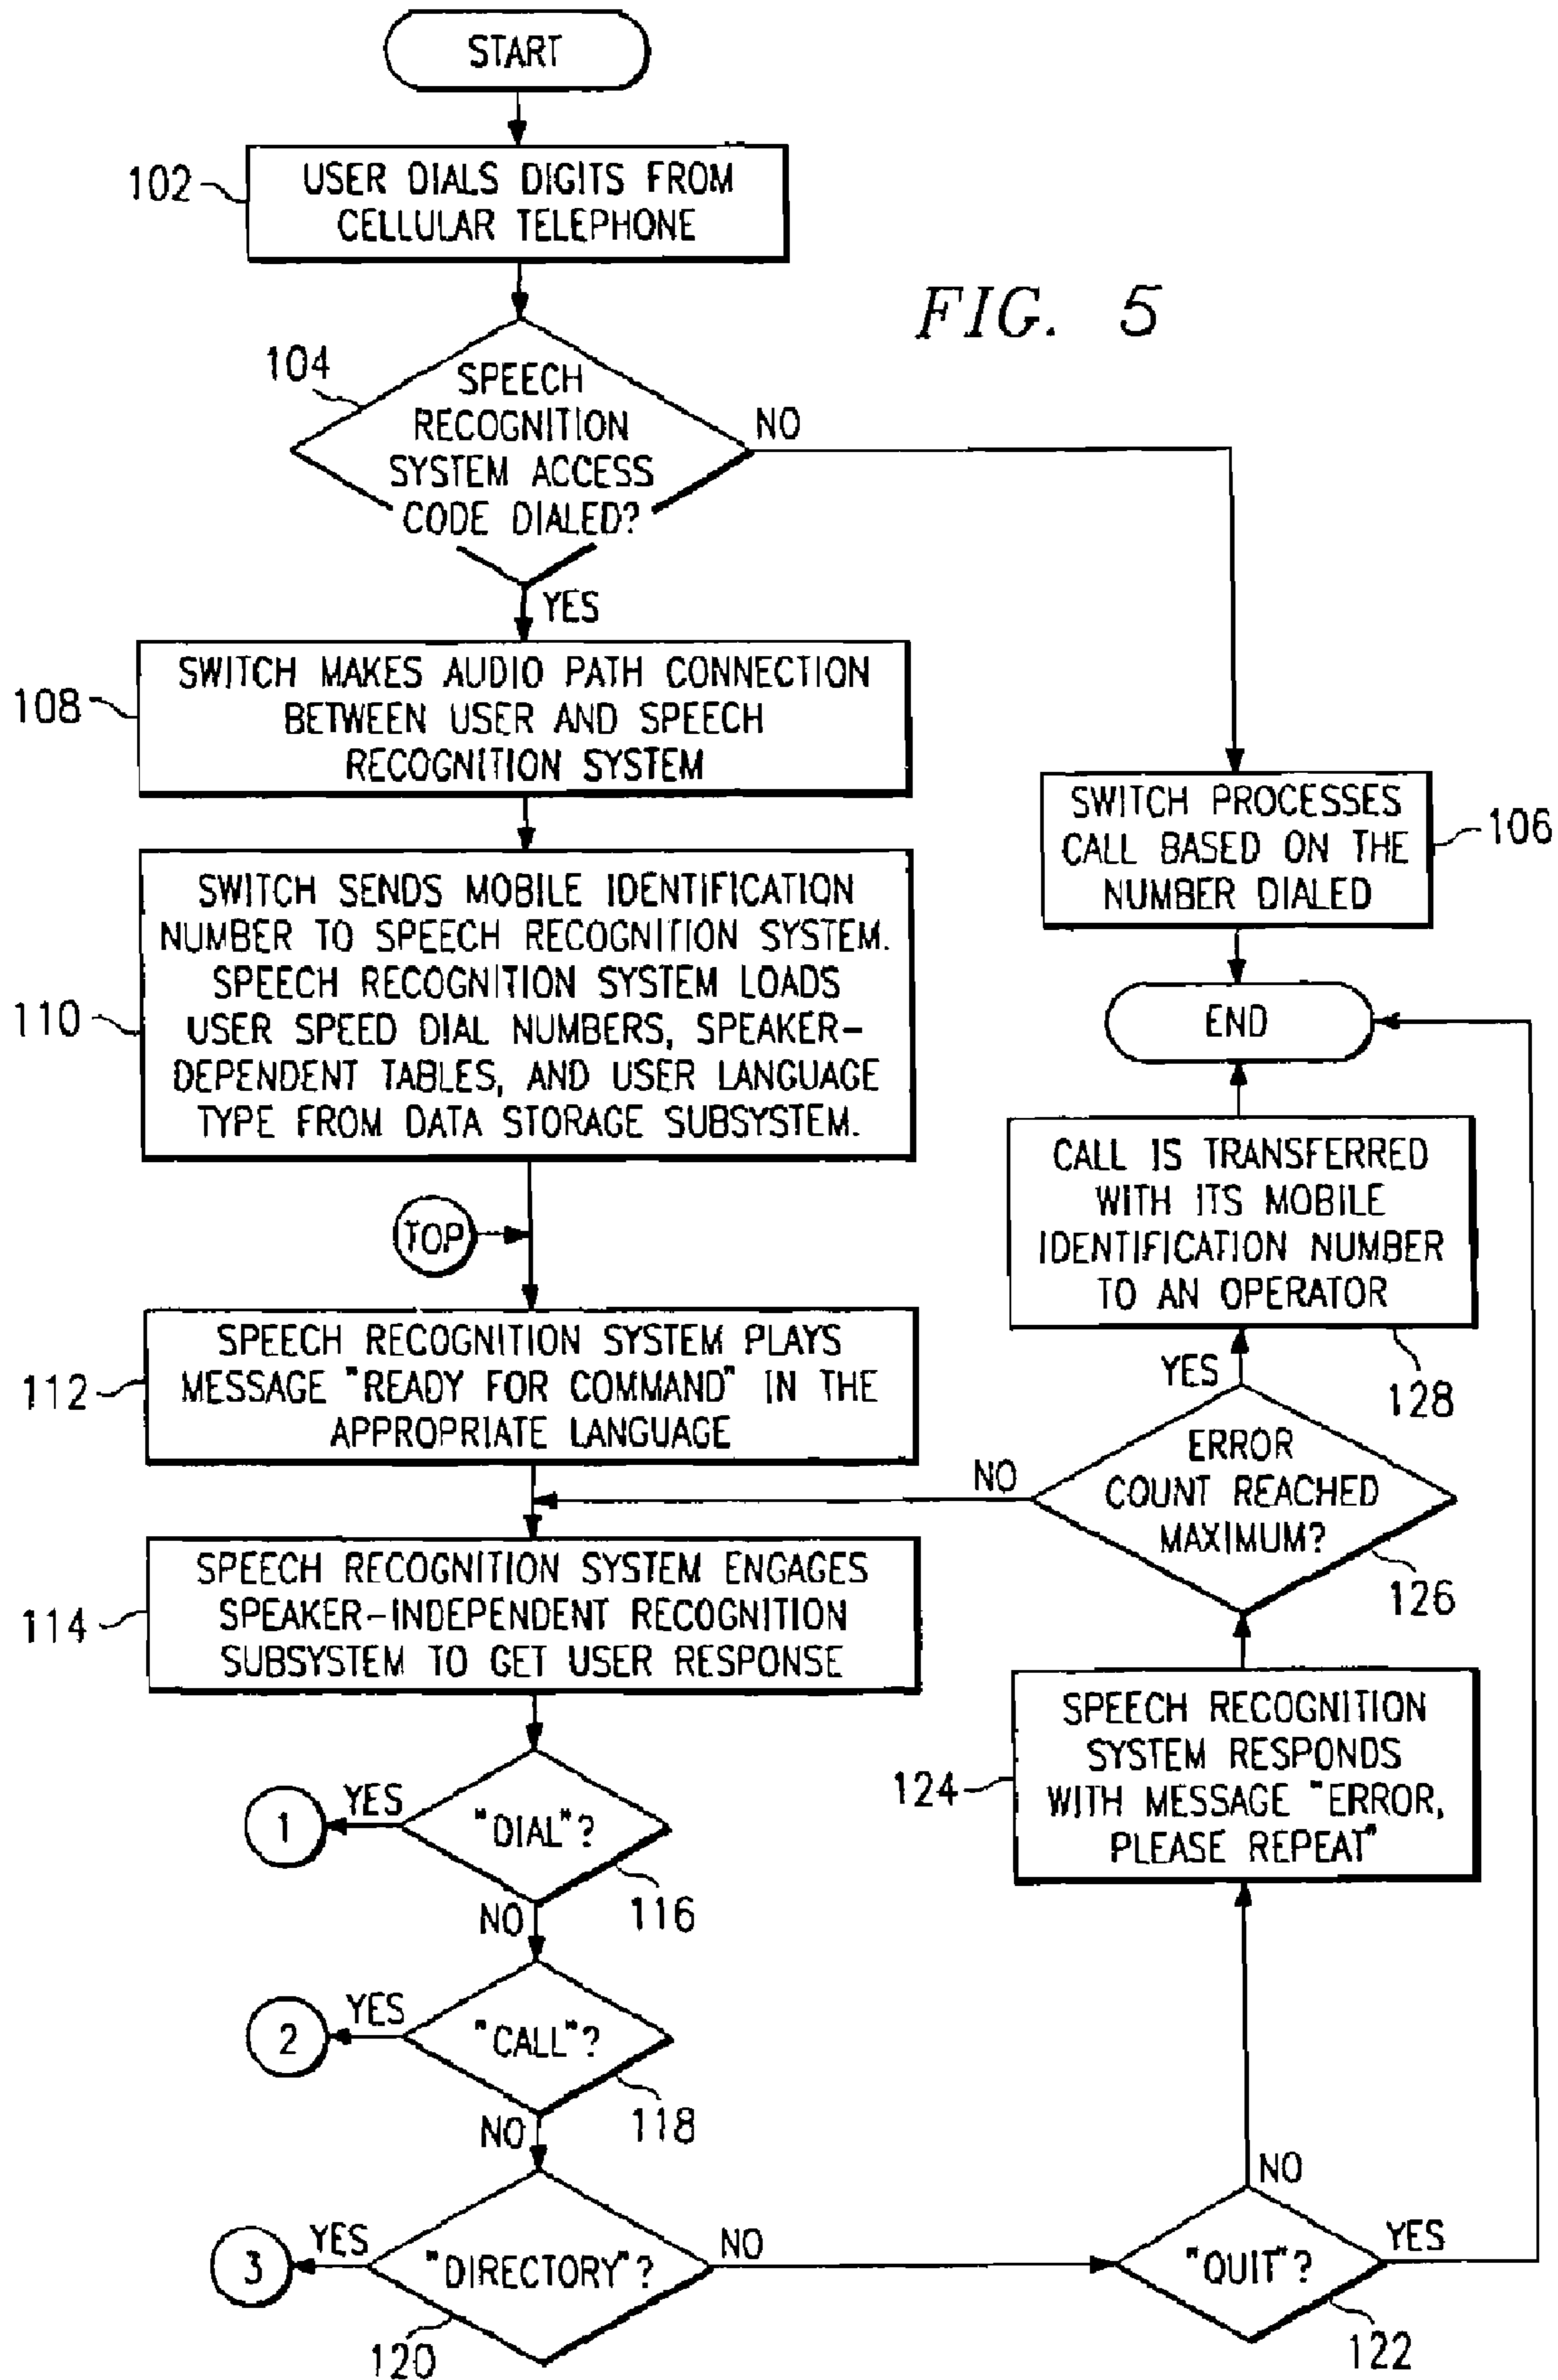 START
102
USER DIALS DIGITS FROM
CELLULAR TELEPHONE
FIG. 5
104
SPEECH
RECOGNITION
SYSTEM ACCESS
CODE DIALED?
NO
YES
108
SWITCH MAKES AUDIO PATH CONNECTION
BETWEEN USER AND SPEECH
RECOGNITION SYSTEM
SWITCH PROCESSES
CALL BASED ON THE
NUMBER DIALED
106
110
SWITCH SENDS MOBILE IDENTIFICATION
NUMBER TO SPEECH RECOGNITION SYSTEM.
SPEECH RECOGNITION SYSTEM LOADS
USER SPEED DIAL NUMBERS, SPEAKER-
DEPENDENT TABLES, AND USER LANGUAGE
TYPE FROM DATA STORAGE SUBSYSTEM.
END
TOP
CALL IS TRANSFERRED
WITH ITS MOBILE
IDENTIFICATION NUMBER
TO AN OPERATOR
128
112
SPEECH RECOGNITION SYSTEM PLAYS
MESSAGE "READY FOR COMMAND" IN THE
APPROPRIATE LANGUAGE
YES
NO
ERROR
COUNT REACHED
MAXIMUM?
126
114
SPEECH RECOGNITION SYSTEM ENGAGES
SPEAKER-INDEPENDENT RECOGNITION
SUBSYSTEM TO GET USER RESPONSE
124
SPEECH RECOGNITION
SYSTEM RESPONDS
WITH MESSAGE "ERROR,
PLEASE REPEAT"
1
YES
"DIAL"?
116
NO
2
YES
"CALL"?
118
NO
3
YES
"DIRECTORY"?
120
NO
NO
"QUIT"?
YES
122